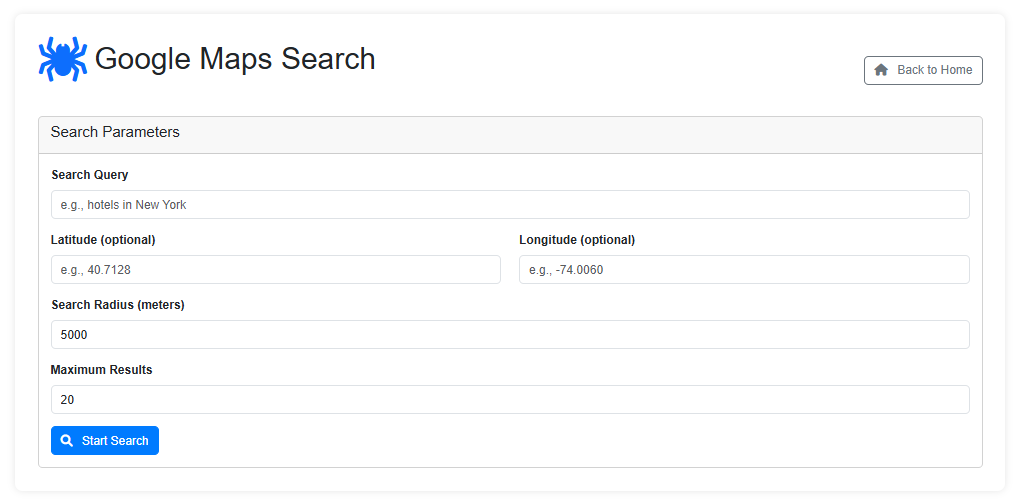 Google Maps Search
Back to Home
Search Parameters
Search Query
e.g., hotels in New York
Latitude (optional)
Longitude (optional)
e.g., 40.7128
e.g., -74.0060
Search Radius (meters)
5000
Maximum Results
20
Start Search